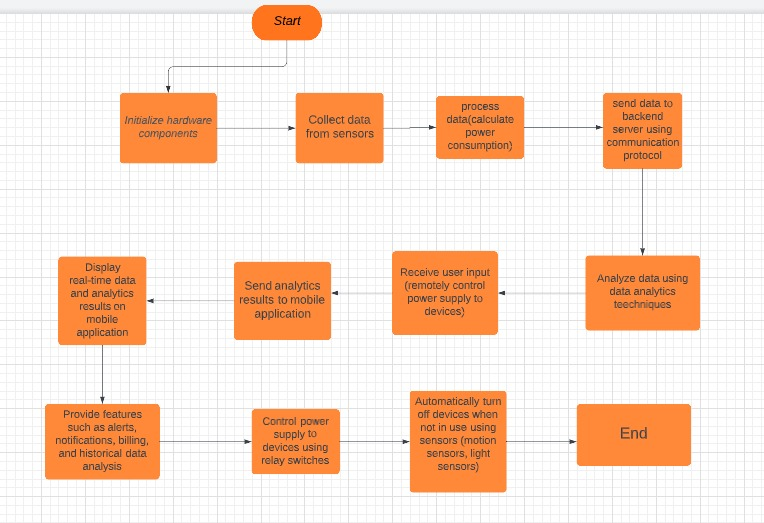 Start
Initialize hardware
components
Collect data
from sensors
process
data(calculate
power
consumption)
send data to
backend
server using
communication
protocol
Display
real-time data
and analytics
results on
mobile
application
Send analytics
results to mobile
application
Receive user input
(remotely control
power supply to
devices)
Analyze data using
data analytics
teechniques
Provide features
such as alerts,
notifications, billing,
and historical data
analysis
Control power
supply to
devices using
relay switches
Automatically turn
off devices when
not in use using
sensors (motion
sensors, light
sensors)
End